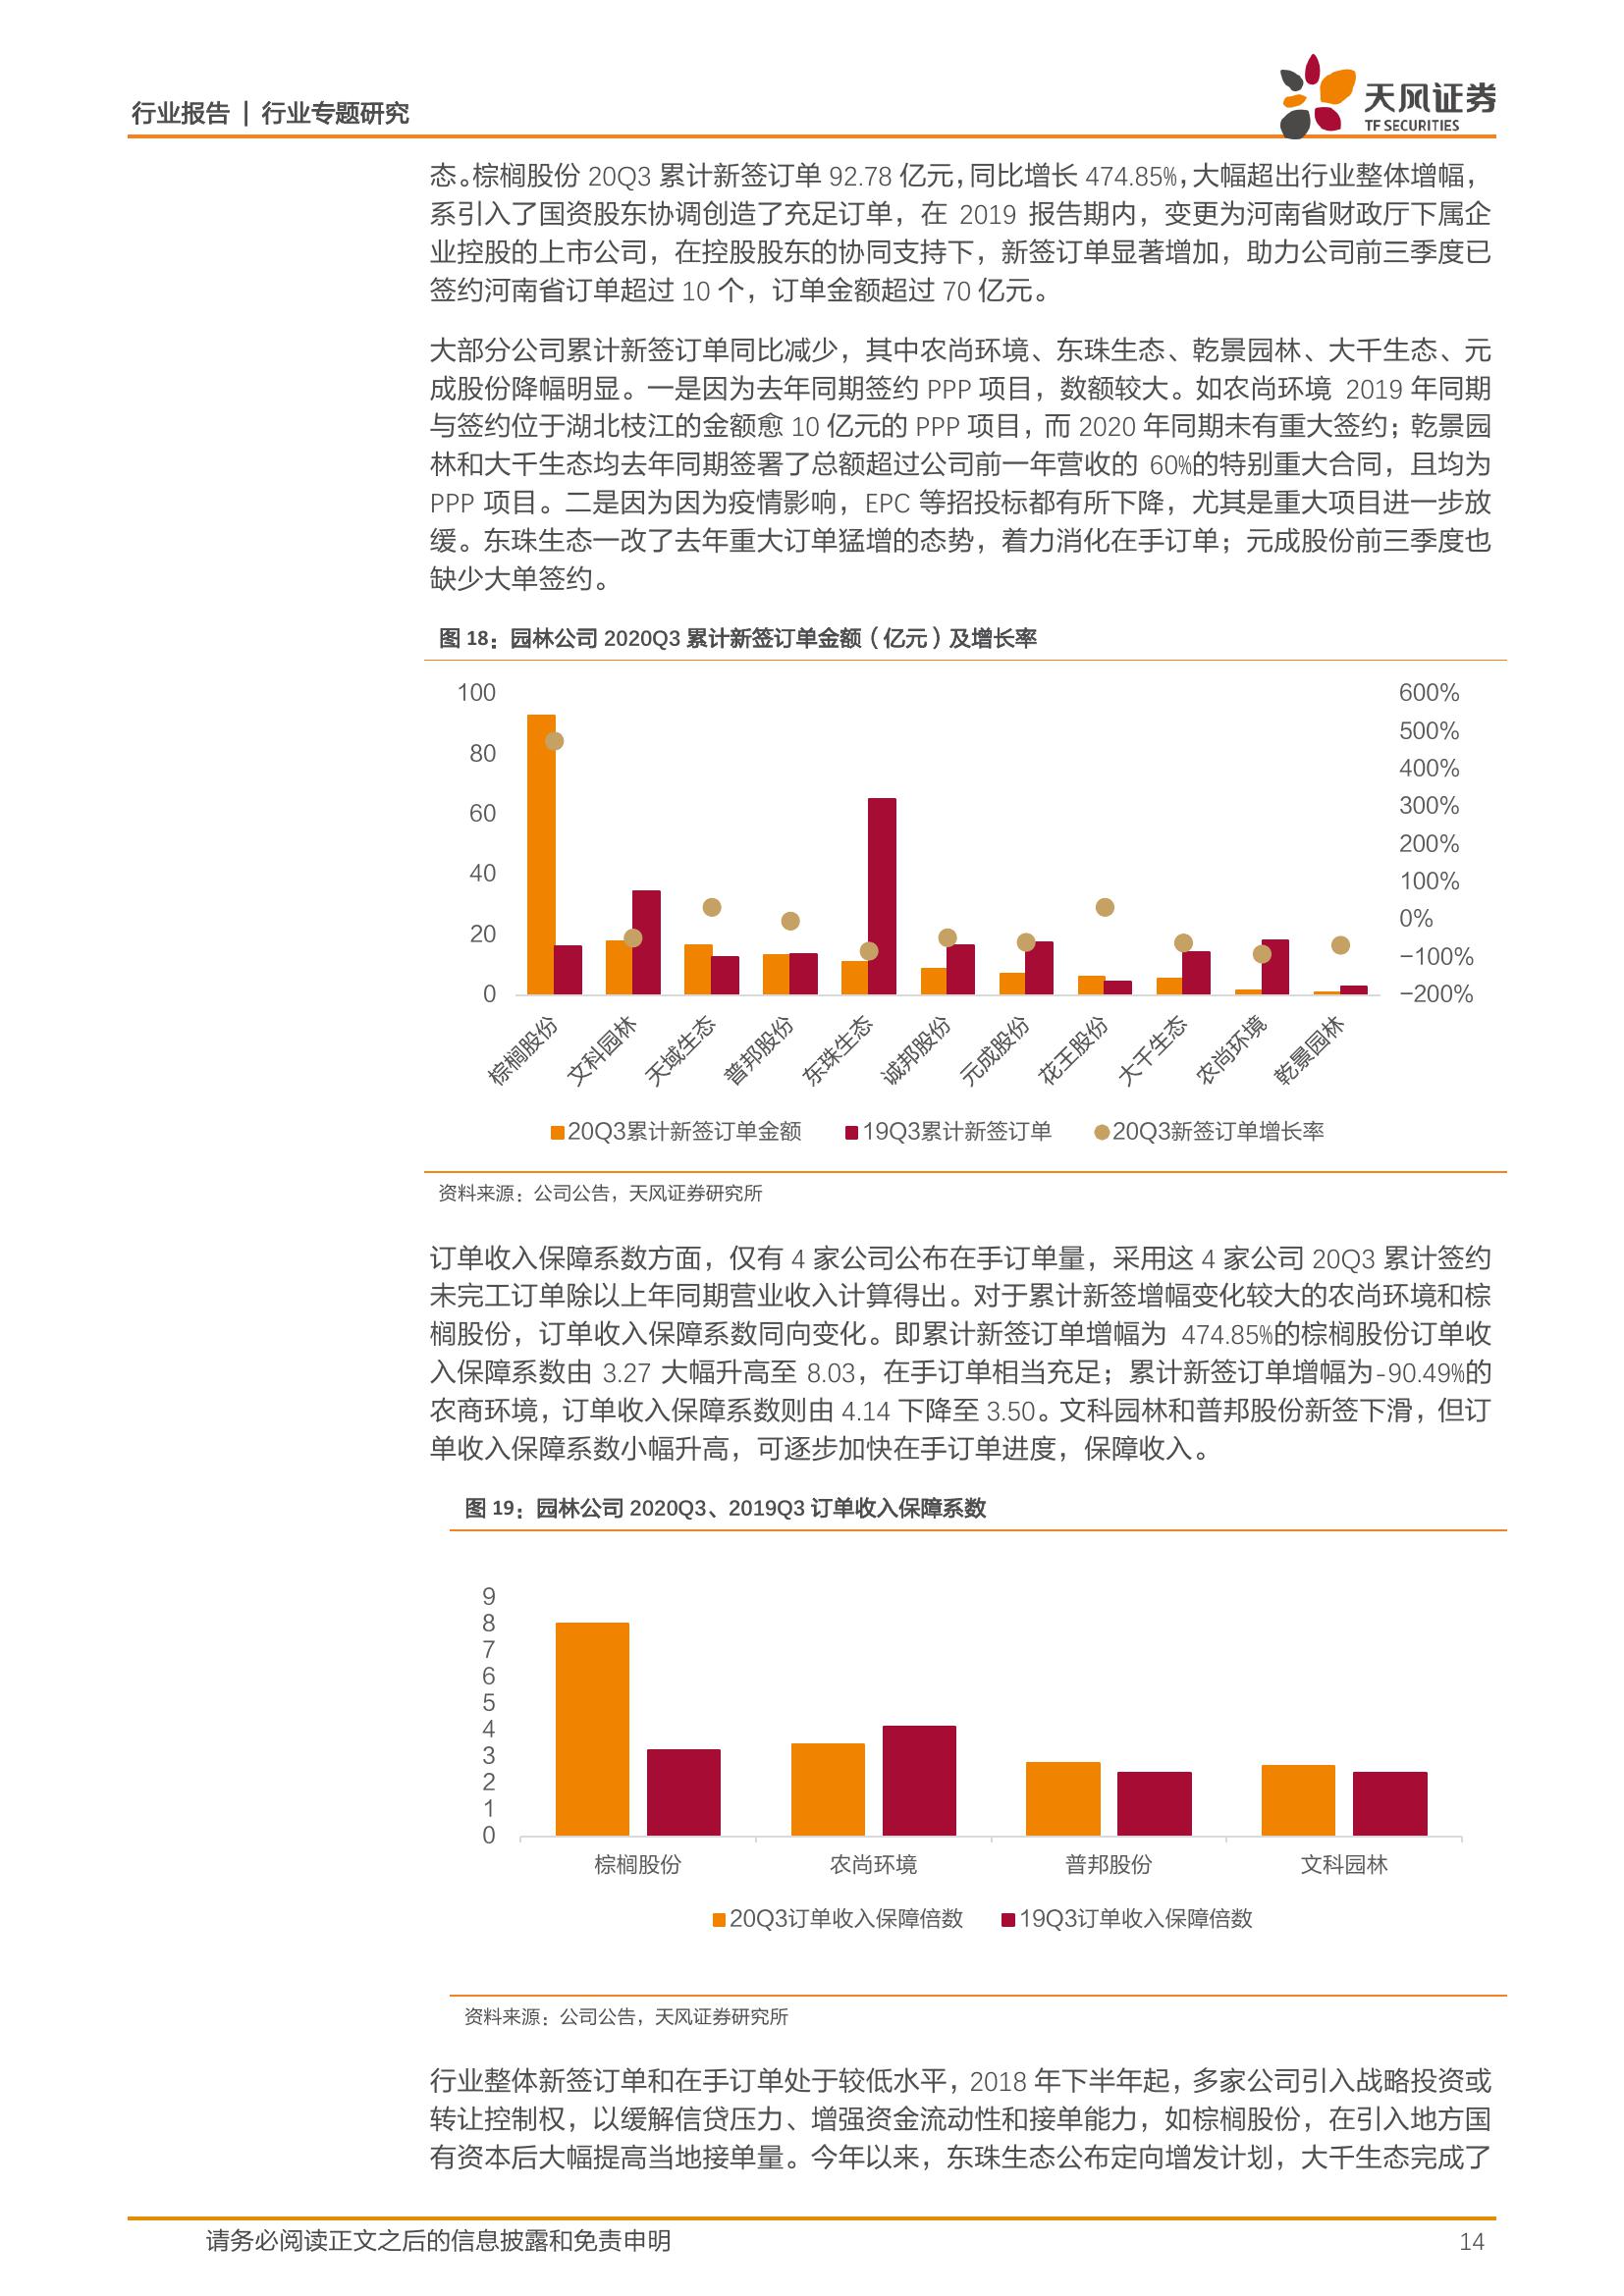 行业报告 | 行业专题研究
天风证券
TF SECURITIES
态。棕榈股份 20Q3 累计新签订单 92.78 亿元，同比增长 474.85%，大幅超出行业整体增幅，
系引入了国资股东协调创造了充足订单，在 2019 报告期内，变更为河南省财政厅下属企
业控股的上市公司，在控股股东的协同支持下，新签订单显著增加，助力公司前三季度已
签约河南省订单超过 10 个，订单金额超过 70 亿元。
大部分公司累计新签订单同比减少，其中农尚环境、东珠生态、乾景园林、大千生态、元
成股份降幅明显。一是因为去年同期签约 PPP 项目，数额较大。如农尚环境 2019 年同期
与签约位于湖北枝江的金额愈 10 亿元的 PPP 项目，而 2020 年同期未有重大签约；乾景园
林和大千生态均去年同期签署了总额超过公司前一年营收的 60%的特别重大合同，且均为
PPP 项目。二是因为因为疫情影响，EPC 等招投标都有所下降，尤其是重大项目进一步放
缓。东珠生态一改了去年重大订单猛增的态势，着力消化在手订单；元成股份前三季度也
缺少大单签约。
图 18：园林公司 2020Q3 累计新签订单金额（亿元）及增长率
100
80
60
40
20
0
600%
500%
400%
300%
200%
100%
0%
-100%
-200%
棕榈股份
文科园林
天域生态
普邦股份
东珠生态
诚邦股份
元成股份
花王股份
大千生态
农尚环境
乾景园林
20Q3累计新签订单金额
19Q3累计新签订单
20Q3新签订单增长率
资料来源：公司公告，天风证券研究所
订单收入保障系数方面，仅有 4 家公司公布在手订单量，采用这 4 家公司 20Q3 累计签约
未完工订单除以上年同期营业收入计算得出。对于累计新签增幅变化较大的农尚环境和棕
榈股份，订单收入保障系数同向变化。即累计新签订单增幅为 474.85%的棕榈股份订单收
入保障系数由 3.27 大幅升高至 8.03，在手订单相当充足；累计新签订单增幅为-90.49%的
农商环境，订单收入保障系数则由 4.14 下降至 3.50。文科园林和普邦股份新签下滑，但订
单收入保障系数小幅升高，可逐步加快在手订单进度，保障收入。
图 19：园林公司 2020Q3、2019Q3 订单收入保障系数
9
8
7
6
5
4
3
2
1
0
棕榈股份
农尚环境
普邦股份
文科园林
20Q3订单收入保障倍数
19Q3订单收入保障倍数
资料来源：公司公告，天风证券研究所
行业整体新签订单和在手订单处于较低水平，2018 年下半年起，多家公司引入战略投资或
转让控制权，以缓解信贷压力、增强资金流动性和接单能力，如棕榈股份，在引入地方国
有资本后大幅提高当地接单量。今年以来，东珠生态公布定向增发计划，大千生态完成了
请务必阅读正文之后的信息披露和免责申明
14